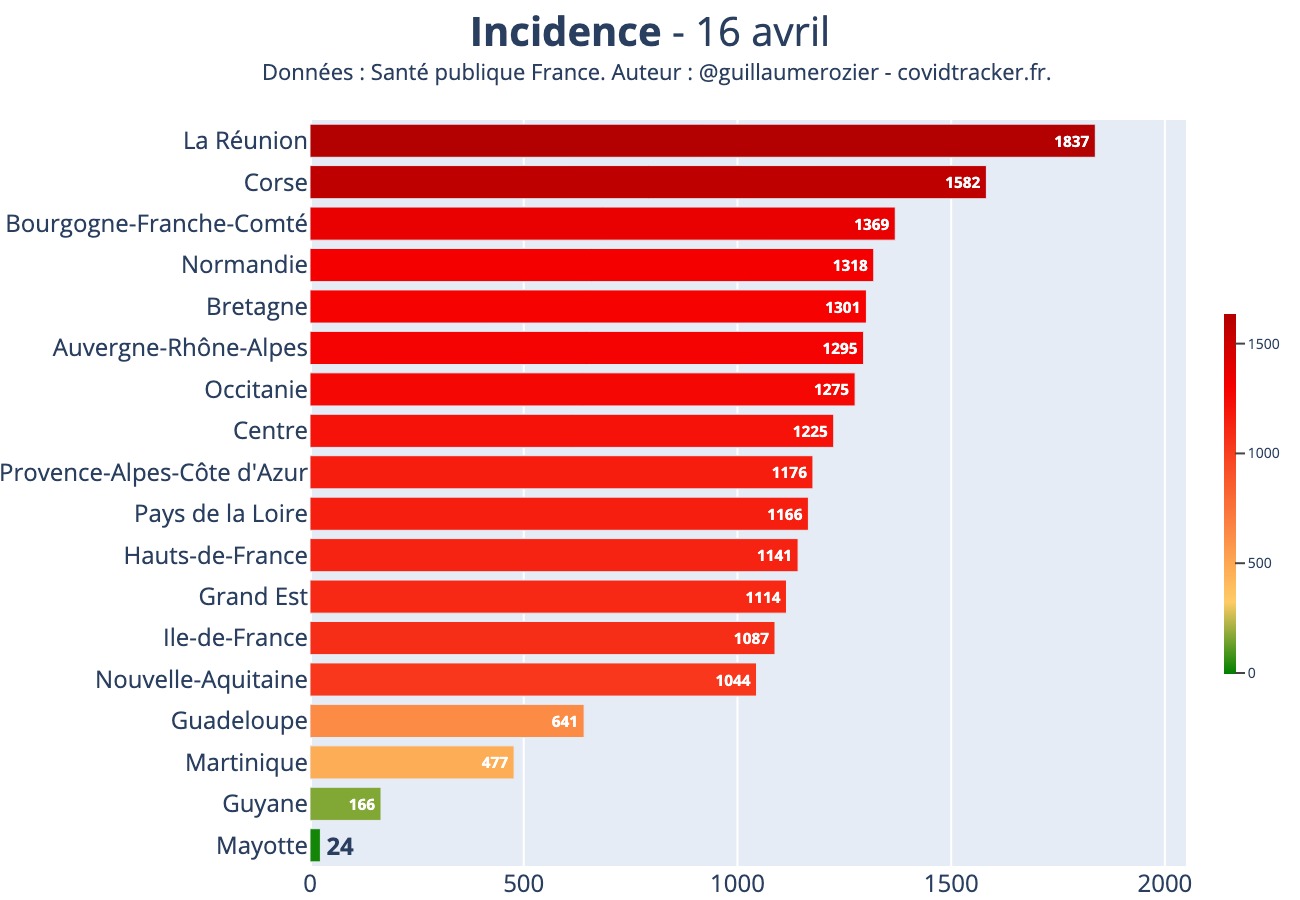 Incidence - 16 avril
Données : Santé publique France. Auteur : @guillaumerozier - covidtracker.fr.
La Réunion 1837
Corse 1582
Bourgogne-Franche-Comté 1369
Normandie 1318
Bretagne 1301
Auvergne-Rhône-Alpes 1295
Occitanie 1275
Centre 1225
Provence-Alpes-Côte d'Azur 1176
Pays de la Loire 1166
Hauts-de-France 1141
Grand Est 1114
Ile-de-France 1087
Nouvelle-Aquitaine 1044
Guadeloupe 641
Martinique 477
Guyane 166
Mayotte 24
0 500 1000 1500 2000
1500
1000
500
0